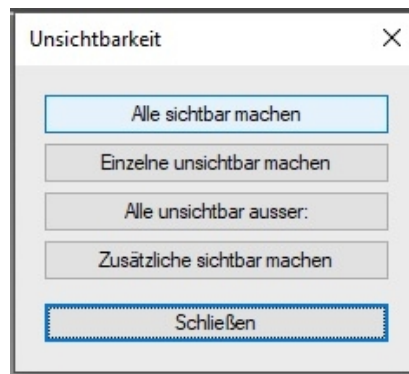 Unsichtbarkeit
Alle sichtbar machen
Einzelne unsichtbar machen
Alle unsichtbar ausser:
Zusätzliche sichtbar machen
Schließen